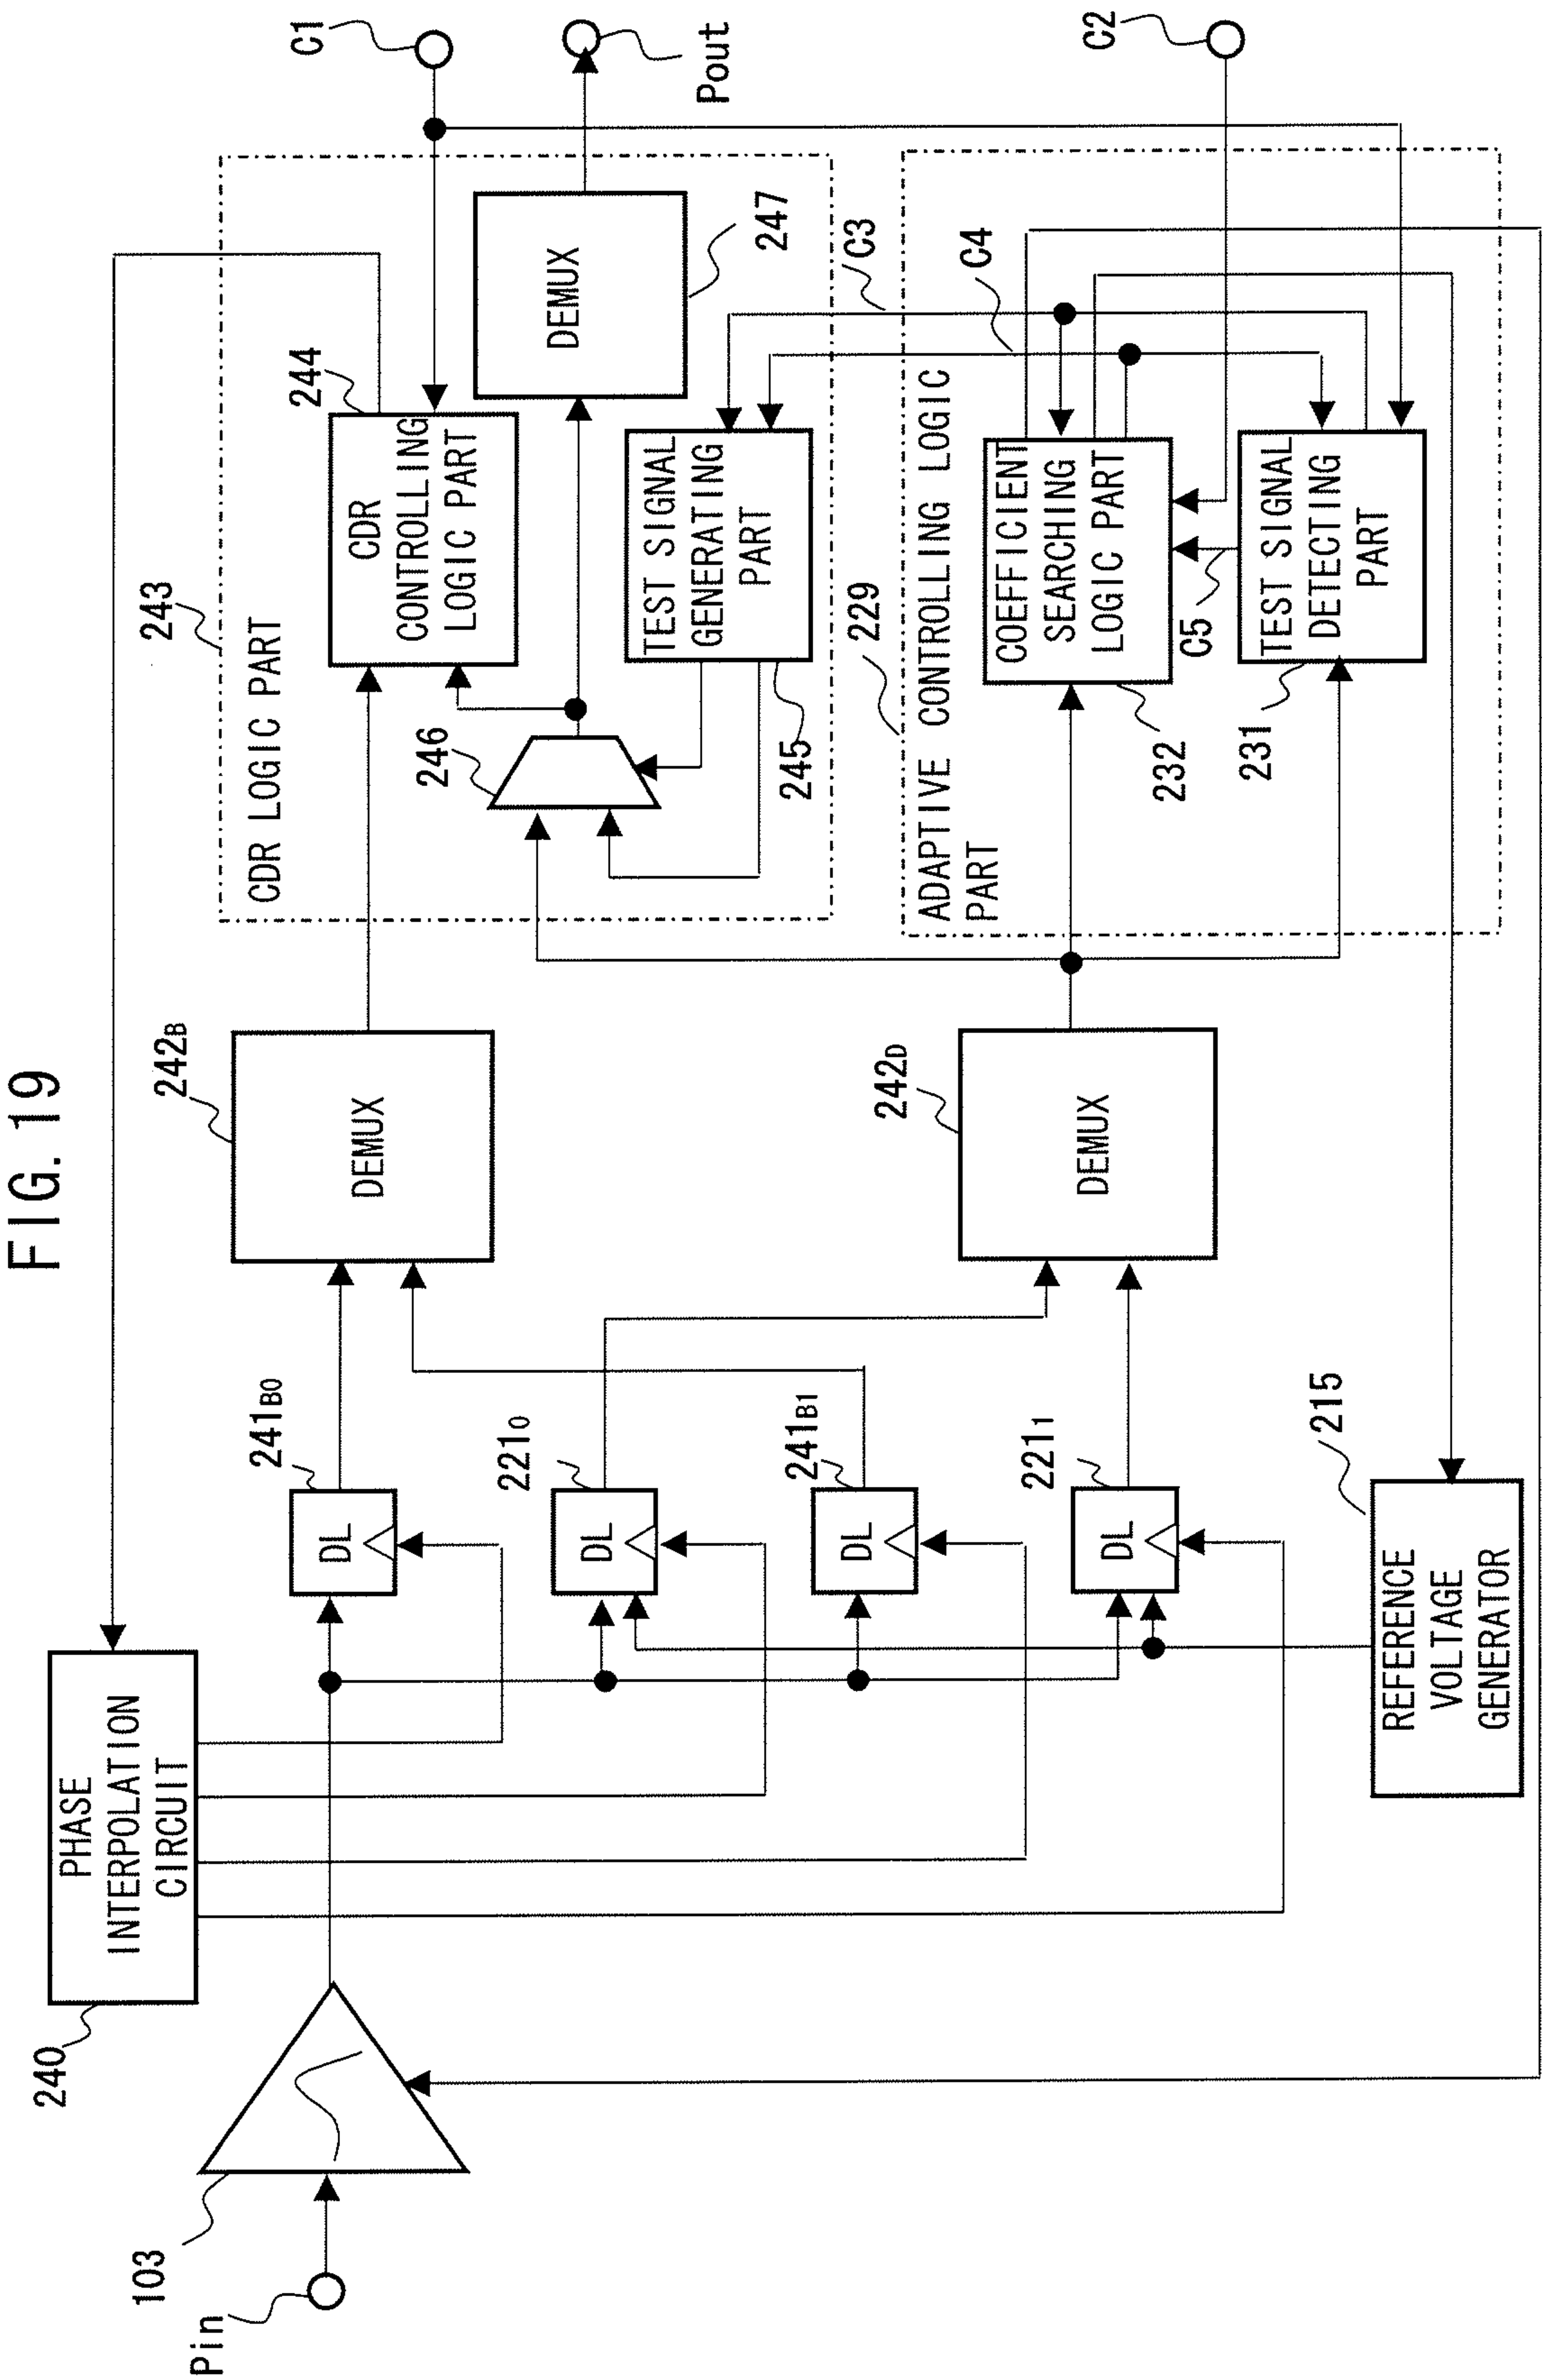 FIG. 19
Pin
103
240
PHASE
INTERPOLATION
CIRCUIT
241B0
DL
2210
DL
241B1
DL
2211
DL
215
REFERENCE
VOLTAGE
GENERATOR
242B
DEMUX
242D
DEMUX
243
CDR LOGIC PART
244
CDR
CONTROLLING
LOGIC PART
246
TEST SIGNAL
GENERATING
PART
245
DEMUX
247
C1
Pout
C2
C3
C4
229
ADAPTIVE CONTROLLING LOGIC
PART
COEFFICIENT
SEARCHING
LOGIC PART
232
C5
TEST SIGNAL
DETECTING
PART
231